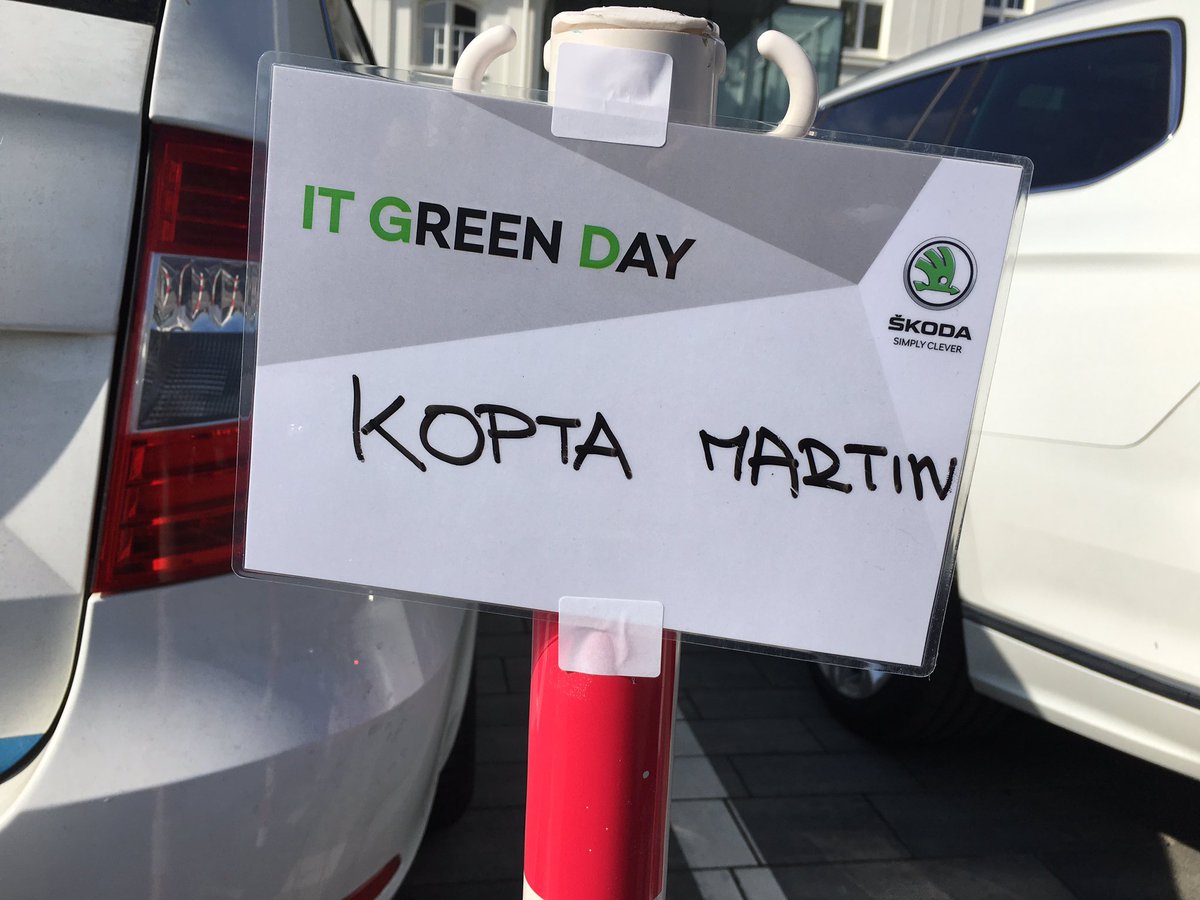 IT GREEN DAY
ŠKODA
SIMPLY CLEVER
KOPTA MARTIN